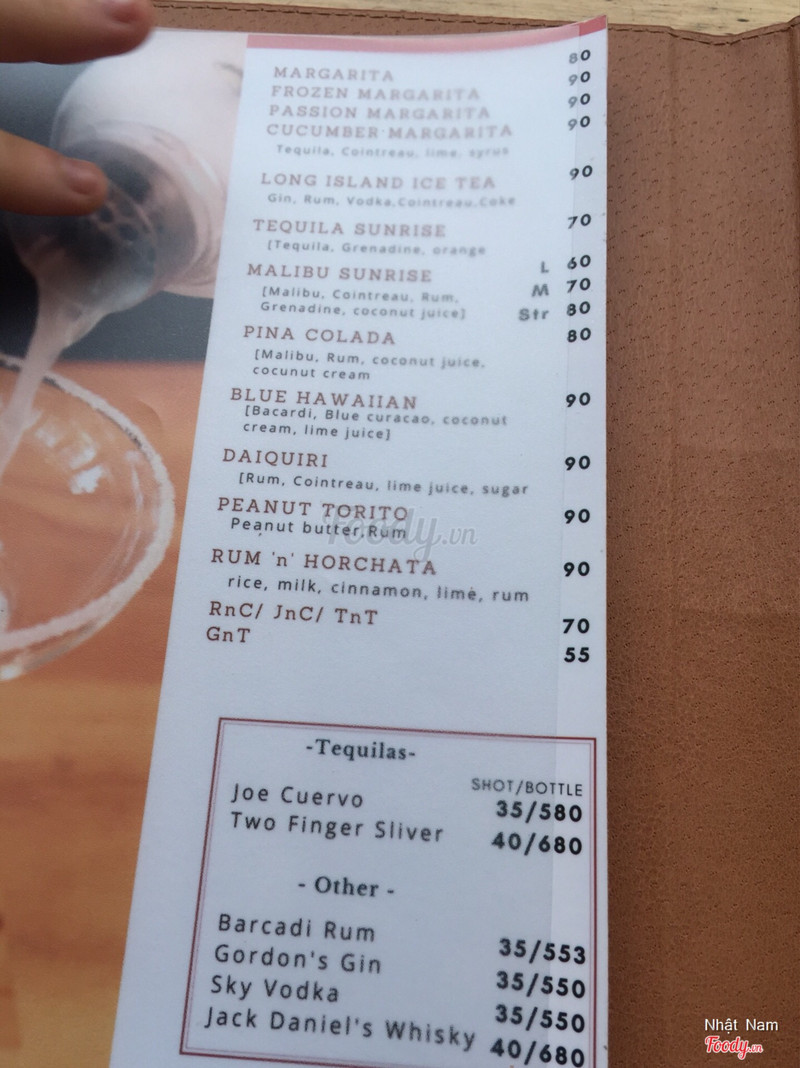 MARGARITA 80
FROZEN MARGARITA 90
PASSION MARGARITA 90
CUCUMBER MARGARITA 90
Tequila, Cointreau, lime, syrup
LONG ISLAND ICE TEA 90
Gin, Rum, Vodka,Cointreau,Coke
TEQUILA SUNRISE 70
[Tequila, Grenadine, orange
MALIBU SUNRISE L 60
[Malibu, Cointreau, Rum, M 70
Grenadine, coconut juice] Str 80
PINA COLADA 80
[Malibu, Rum, coconut juice,
cocunut cream
BLUE HAWAIIAN 90
[Bacardi, Blue curacao, coconut
cream, lime juice]
DAIQUIRI 90
[Rum, Cointreau, lime juice, sugar
PEANUT TORITO 90
Peanut butter,Rum
Foody.vn
RUM 'n' HORCHATA 90
rice, milk, cinnamon, lime, rum
RnC/ JnC/ TnT 70
GnT 55
-Tequilas-
SHOT/BOTTLE
Joe Cuervo 35/580
Two Finger Sliver 40/680
- Other -
Barcadi Rum 35/553
Gordon's Gin 35/550
Sky Vodka 35/550
Jack Daniel's Whisky 40/680
Nhật Nam
Foody.vn